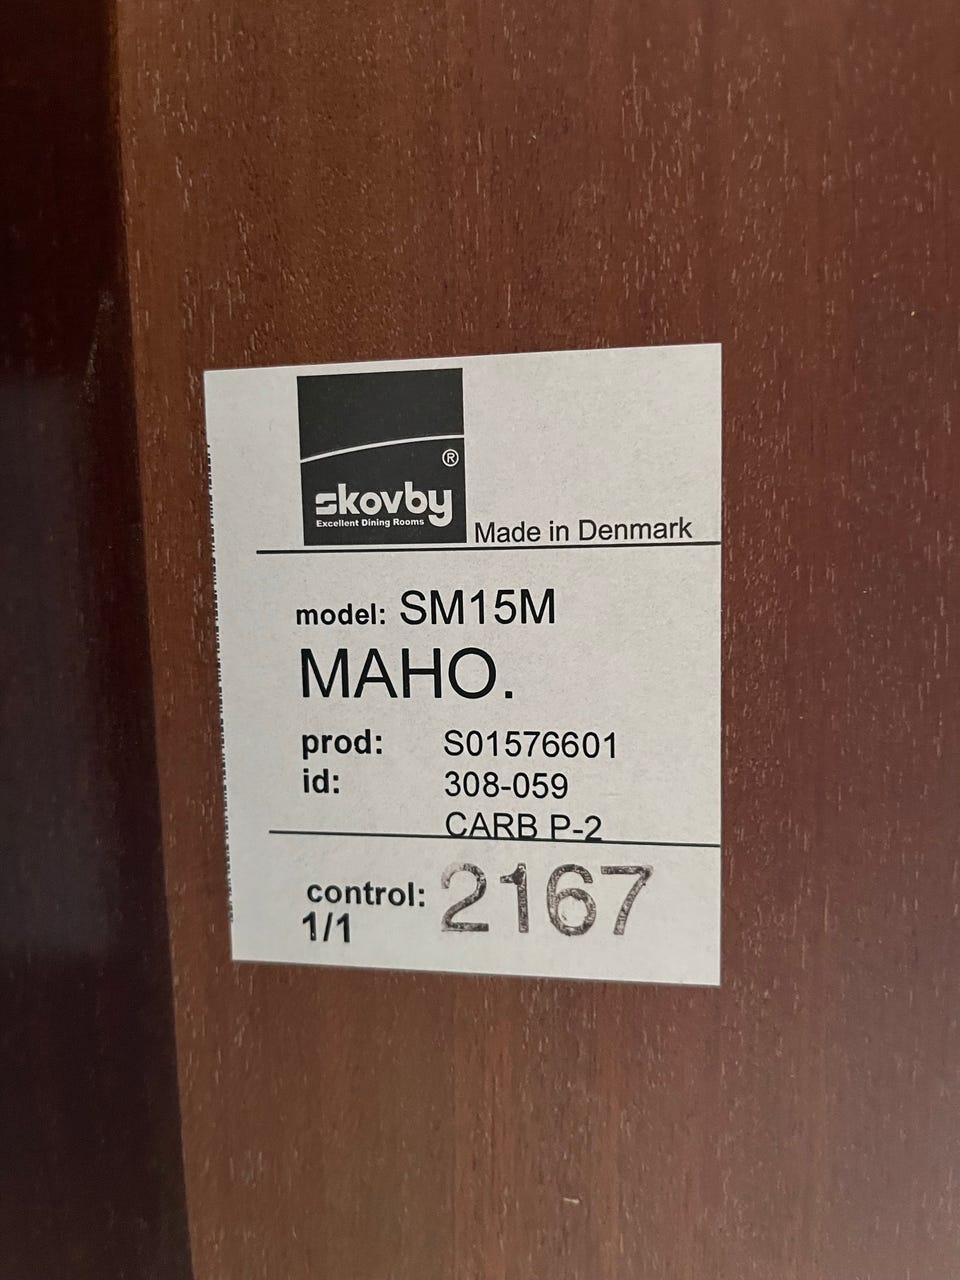 ®
skovby
Excellent Dining Rooms
Made in Denmark
model: SM15M
MAHO.
prod: S01576601
id: 308-059
CARB P-2
control: 2167
1/1